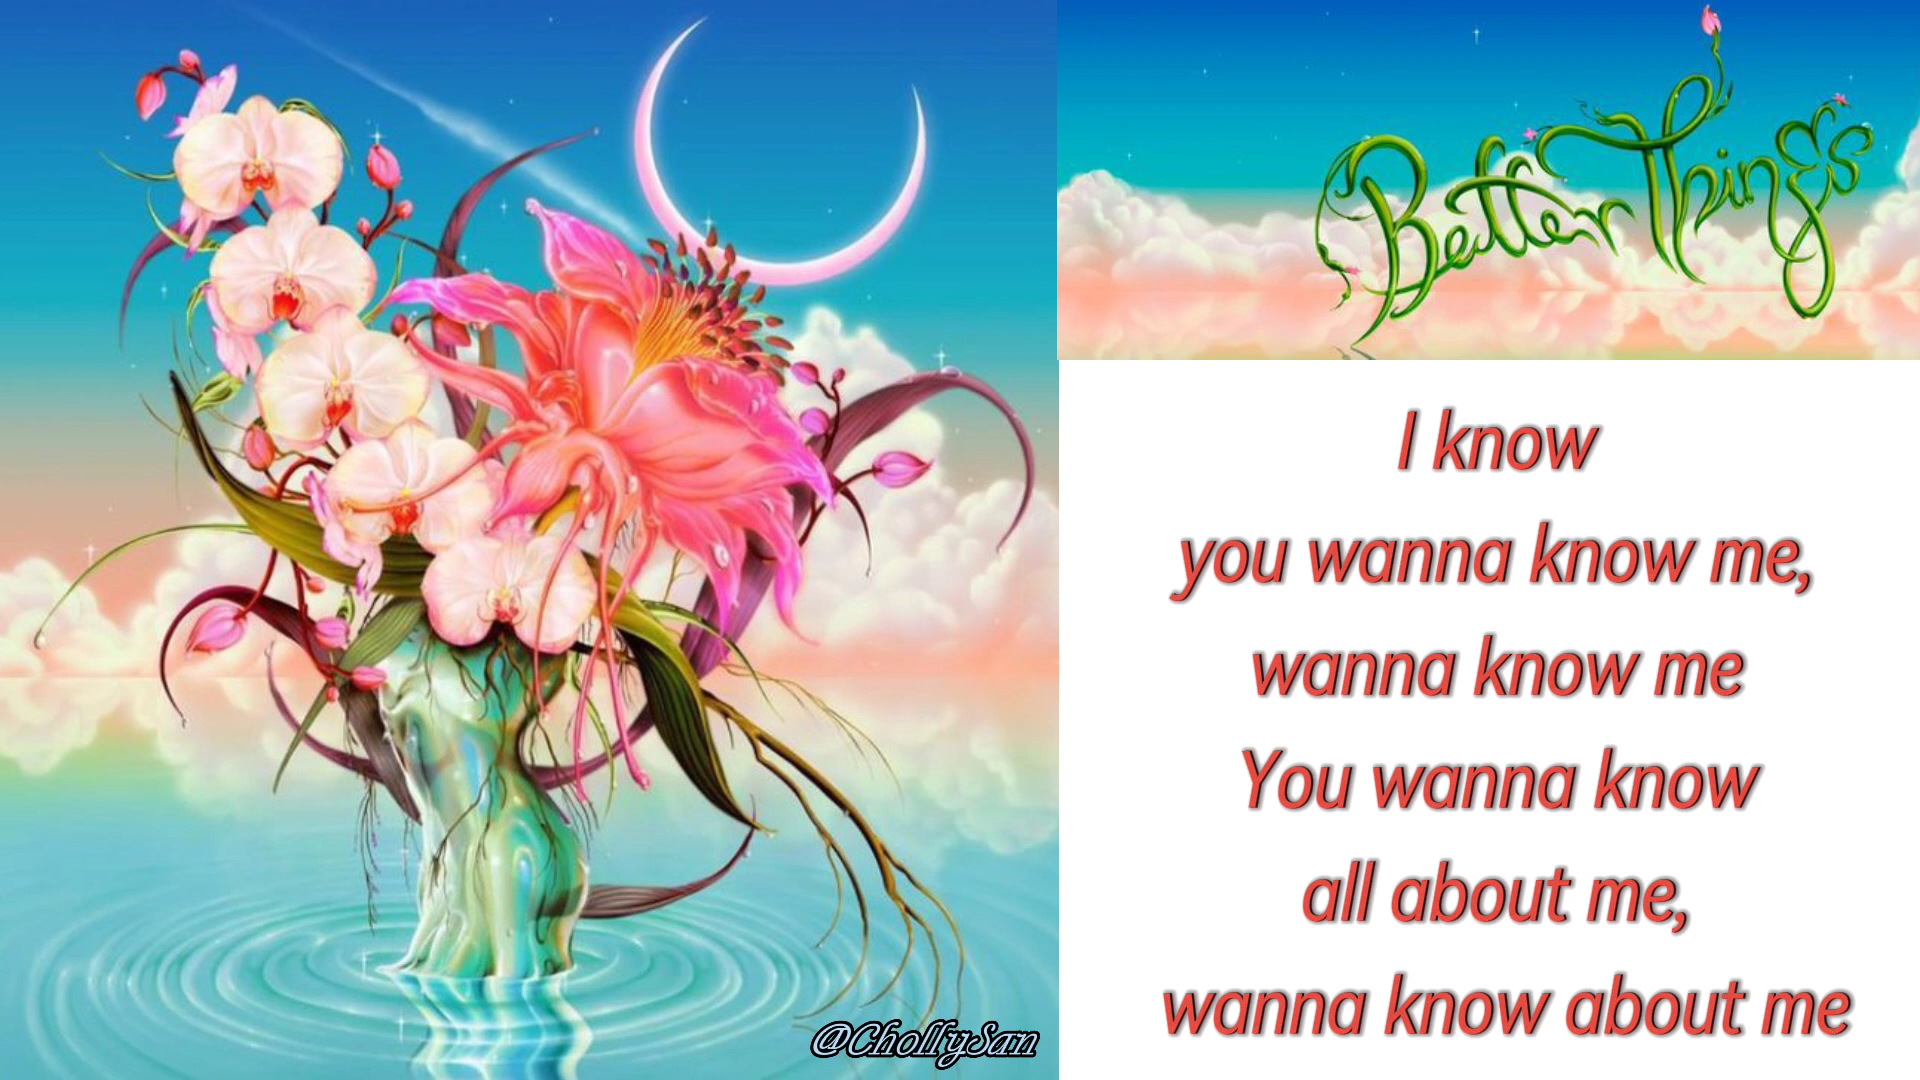 Better Things
I know
you wanna know me,
wanna know me
You wanna know
all about me,
wanna know about me
@ChollySan